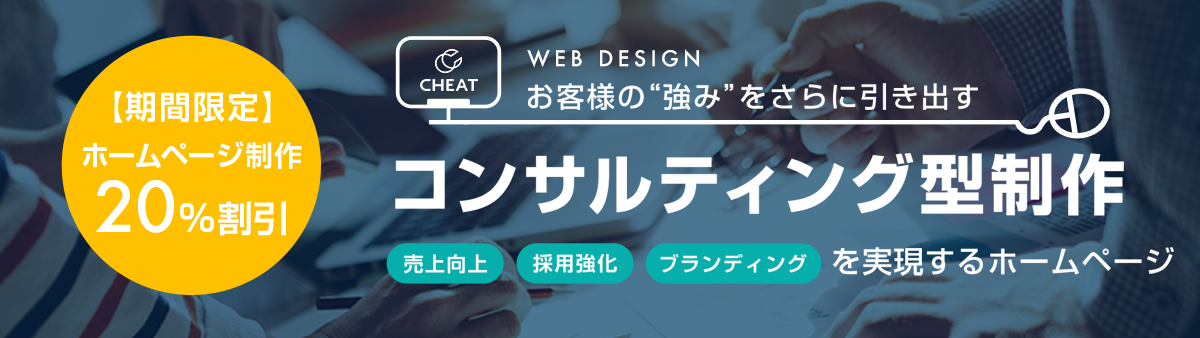 【期間限定】
ホームページ制作
20%割引
CHEAT
WEB DESIGN
お客様の“強み”をさらに引き出す
コンサルティング型制作
売上向上 採用強化 ブランディング を実現するホームページ